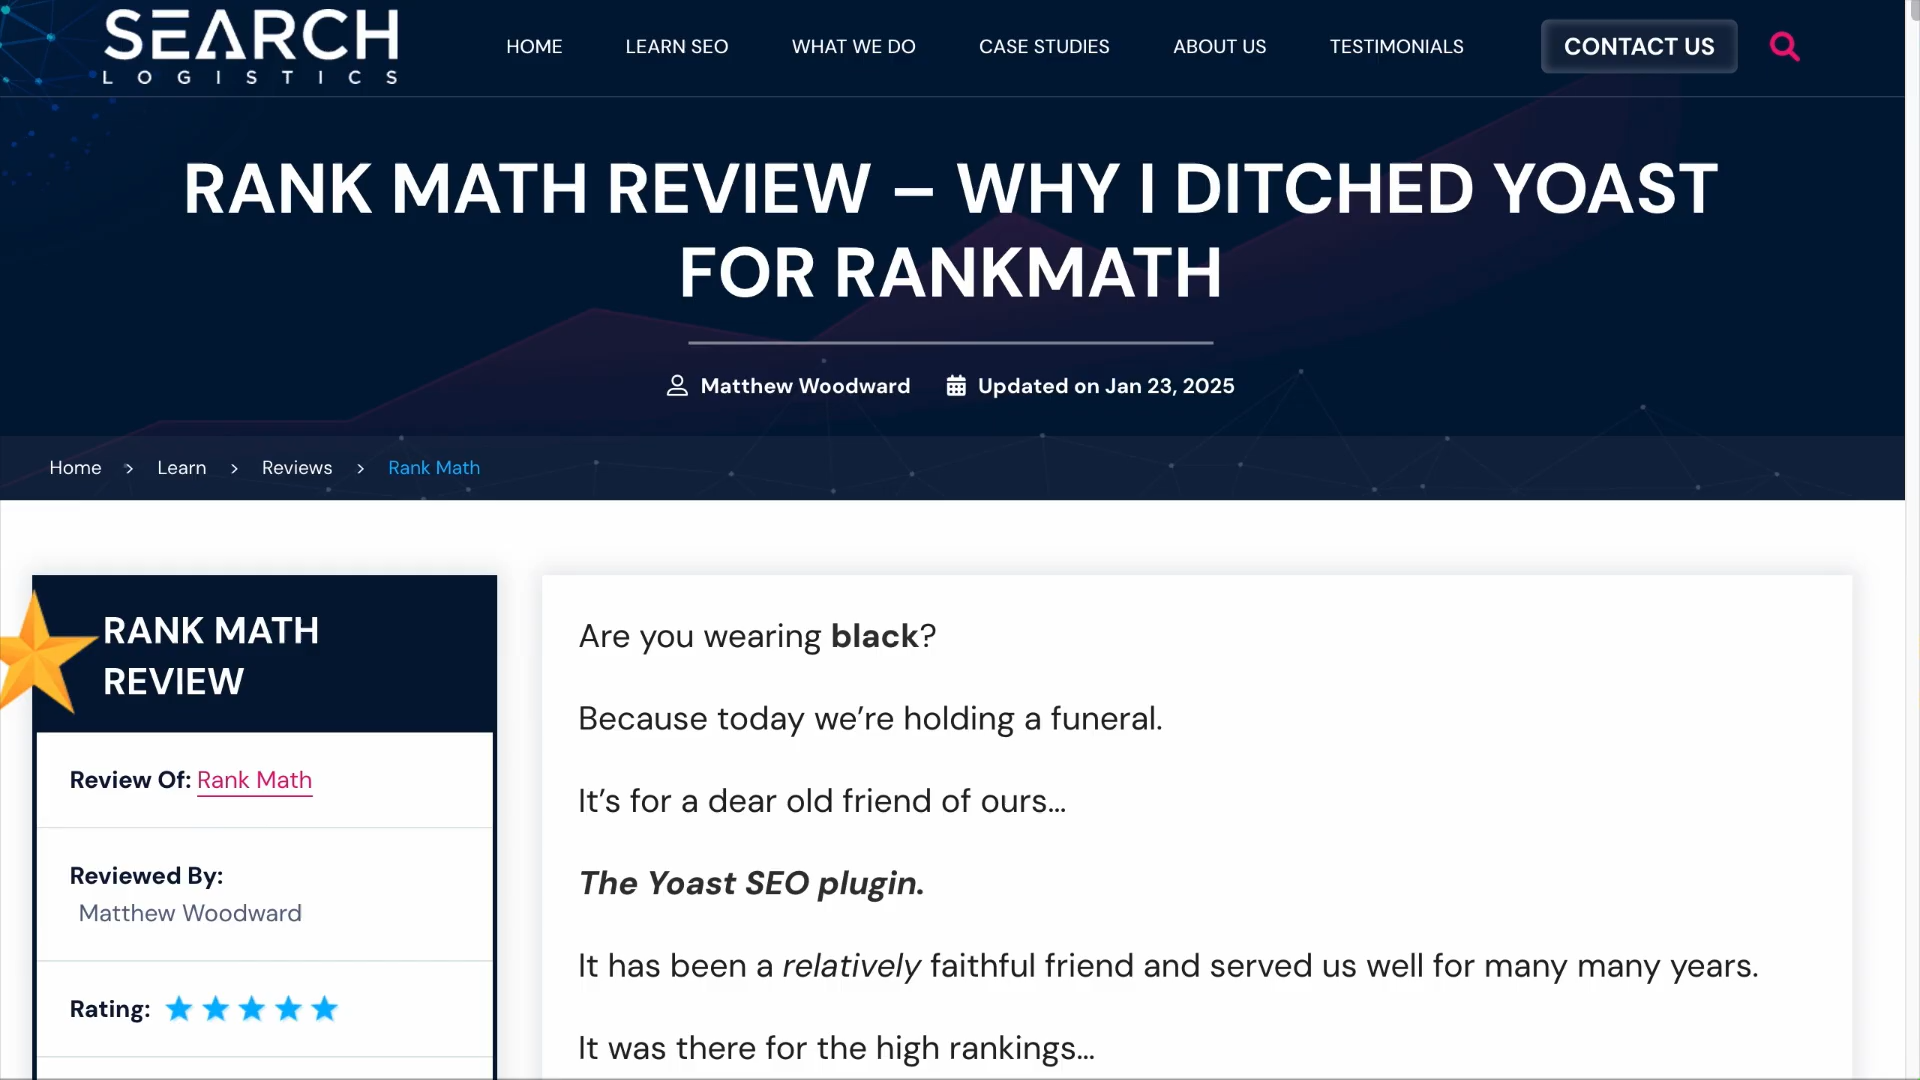 SEARCH
LOGISTICS
HOME
LEARN SEO
WHAT WE DO
CASE STUDIES
ABOUT US
TESTIMONIALS
CONTACT US
RANK MATH REVIEW – WHY I DITCHED YOAST
FOR RANKMATH
Matthew Woodward
Updated on Jan 23, 2025
Home > Learn > Reviews > Rank Math
RANK MATH
REVIEW
Review Of: Rank Math
Reviewed By:
Matthew Woodward
Rating:
Are you wearing black?
Because today we’re holding a funeral.
It’s for a dear old friend of ours…
The Yoast SEO plugin.
It has been a relatively faithful friend and served us well for many many years.
It was there for the high rankings…